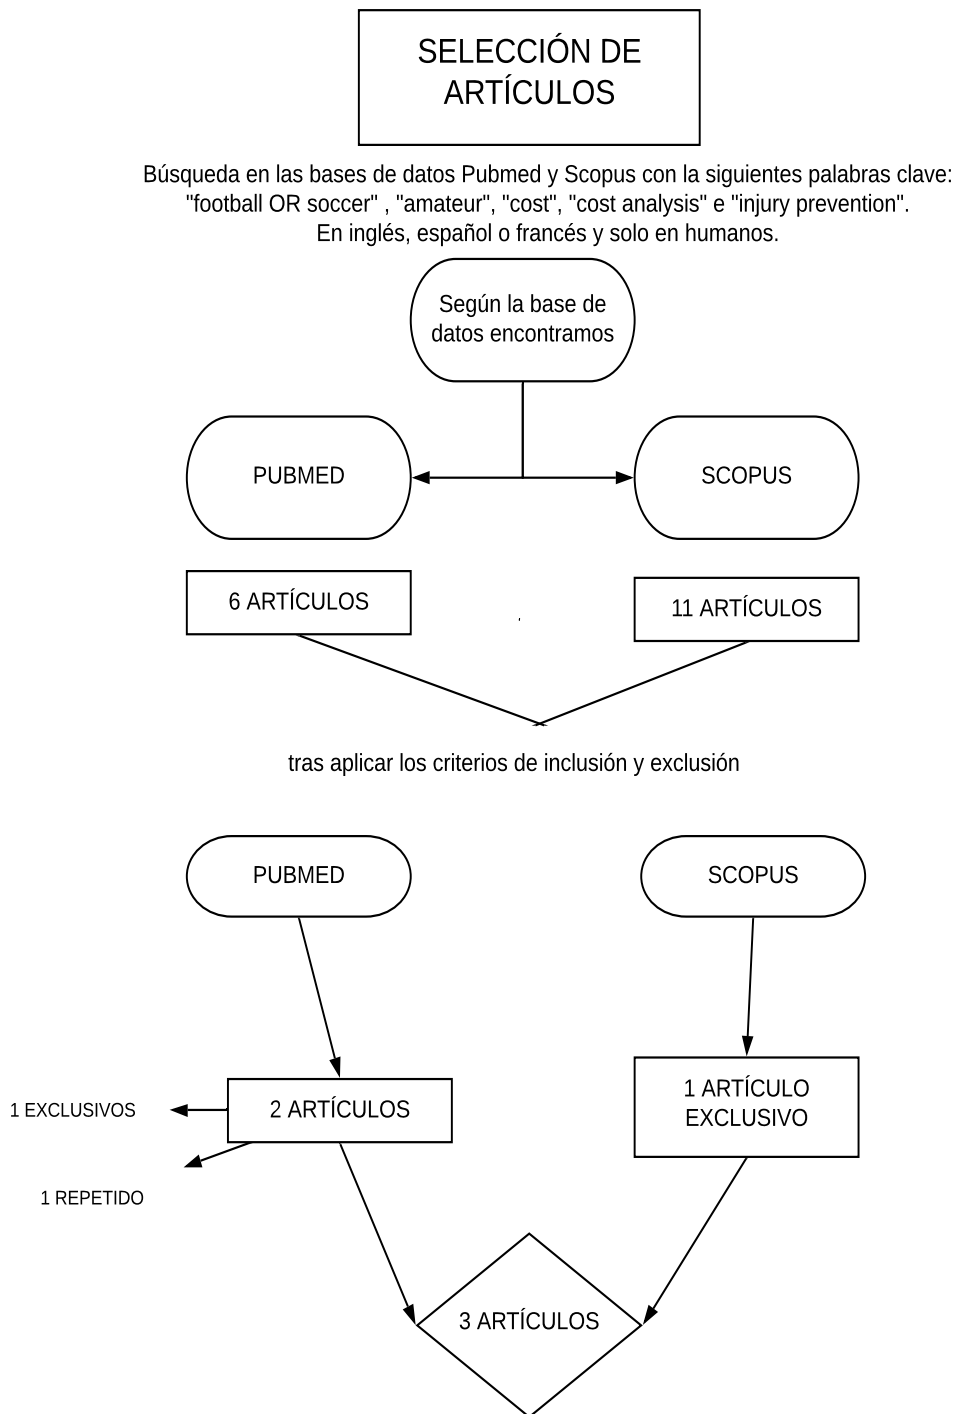 SELECCIÓN DE
ARTÍCULOS
Búsqueda en las bases de datos Pubmed y Scopus con la siguientes palabras clave:
"football OR soccer" , "amateur", "cost", "cost analysis" e "injury prevention".
En inglés, español o francés y solo en humanos.
Según la base de
datos encontramos
PUBMED
SCOPUS
6 ARTÍCULOS
11 ARTÍCULOS
tras aplicar los criterios de inclusión y exclusión
PUBMED
SCOPUS
2 ARTÍCULOS
1 ARTÍCULO
EXCLUSIVO
1 EXCLUSIVOS
1 REPETIDO
3 ARTÍCULOS